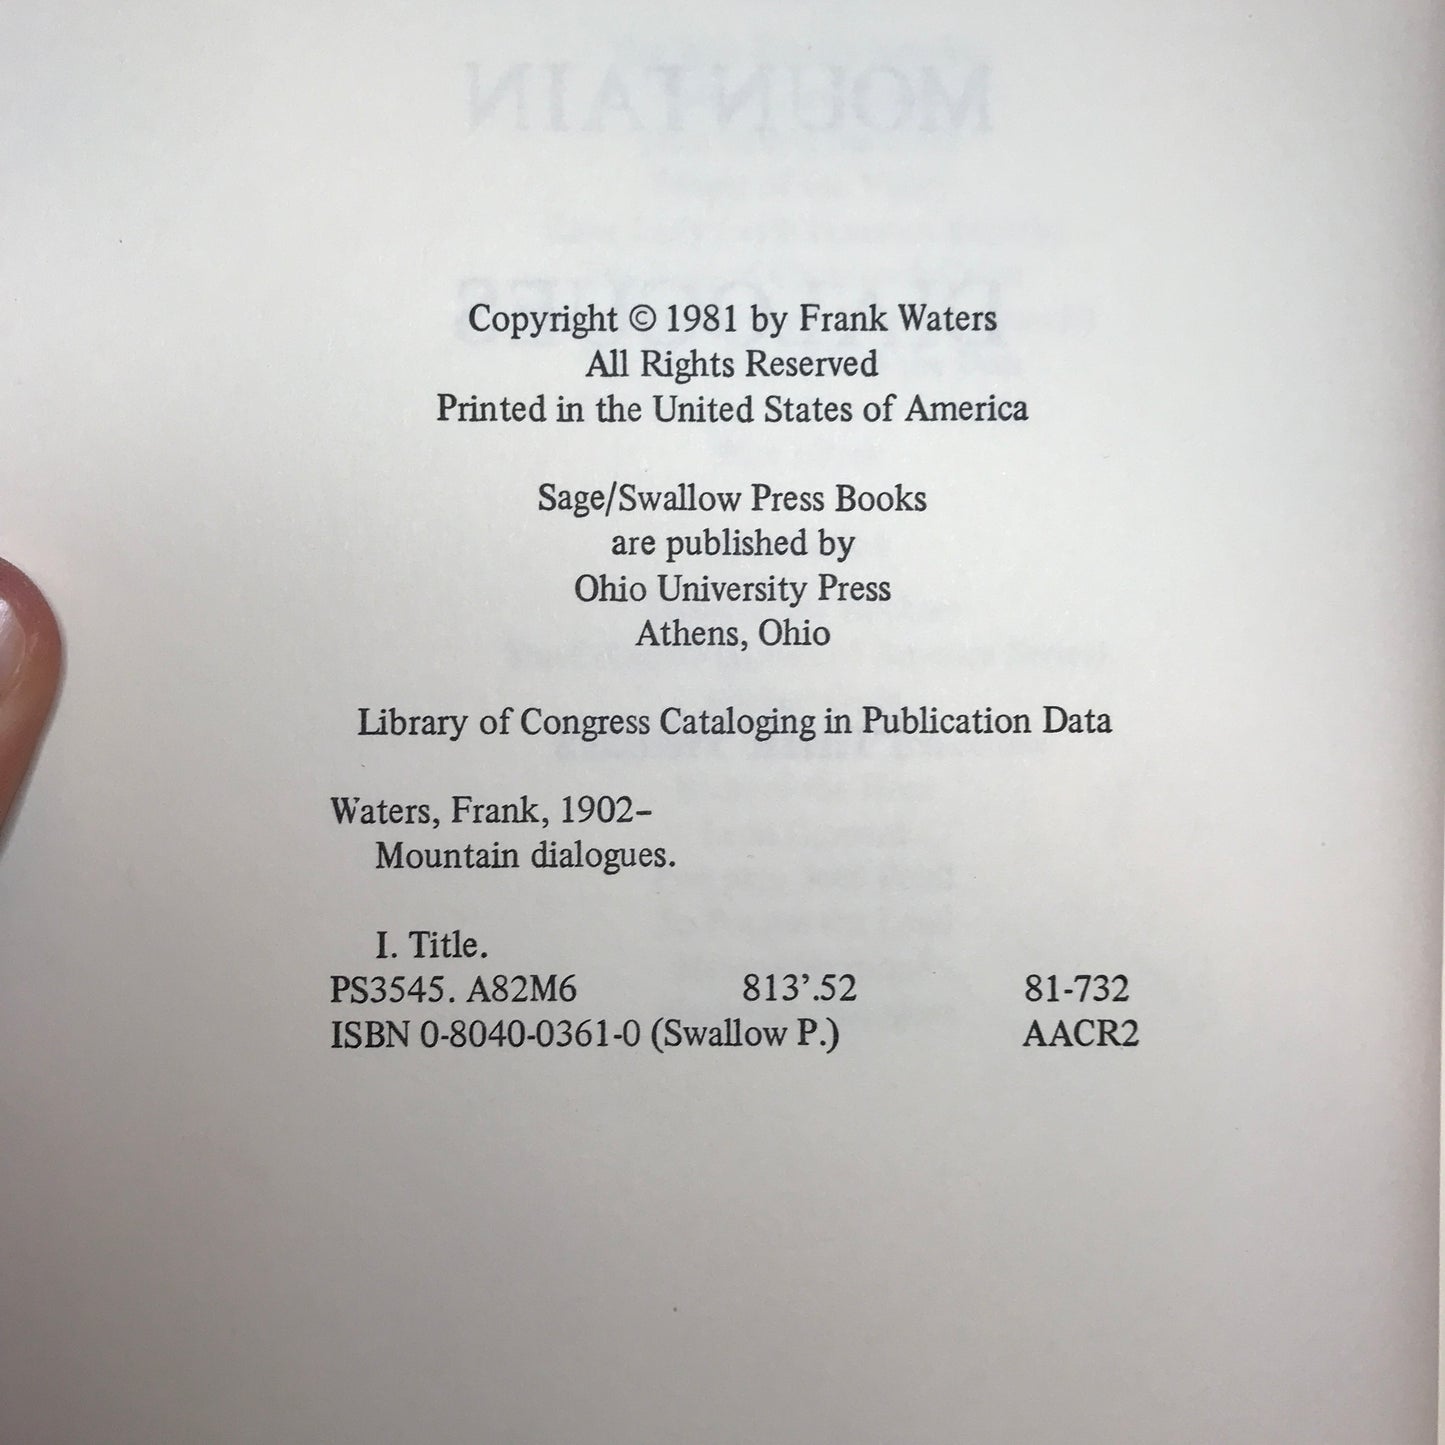 MOUNTAIN
DIALOGUES
Copyright © 1981 by Frank Waters
All Rights Reserved
Printed in the United States of America
Sage/Swallow Press Books
are published by
Ohio University Press
Athens, Ohio
Library of Congress Cataloging in Publication Data
Waters, Frank, 1902–
Mountain dialogues.
I. Title.
PS3545. A82M6 813’.52 81-732
ISBN 0-8040-0361-0 (Swallow P.) AACR2